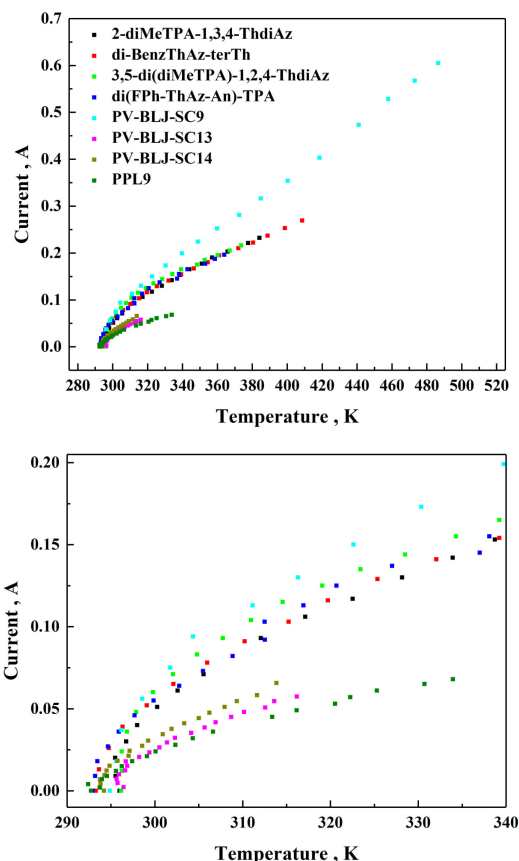 0.7
2-diMeTPA-1,3,4-ThdiAz
di-BenzThAz-terTh
0.6
3,5-di(diMeTPA)-1,2,4-ThdiAz
di(FPh-ThAz-An)-TPA
0.5
PV-BLJ-SC9
PV-BLJ-SC13
0.4
PV-BLJ-SC14
PPL9
0.3
0.2
0.1
0.0
Current , A
280 300 320 340 360 380 400 420 440 460 480 500 520
Temperature , K
0.20
0.15
0.10
0.05
0.00
Current , A
290 300 310 320 330 340
Temperature , K